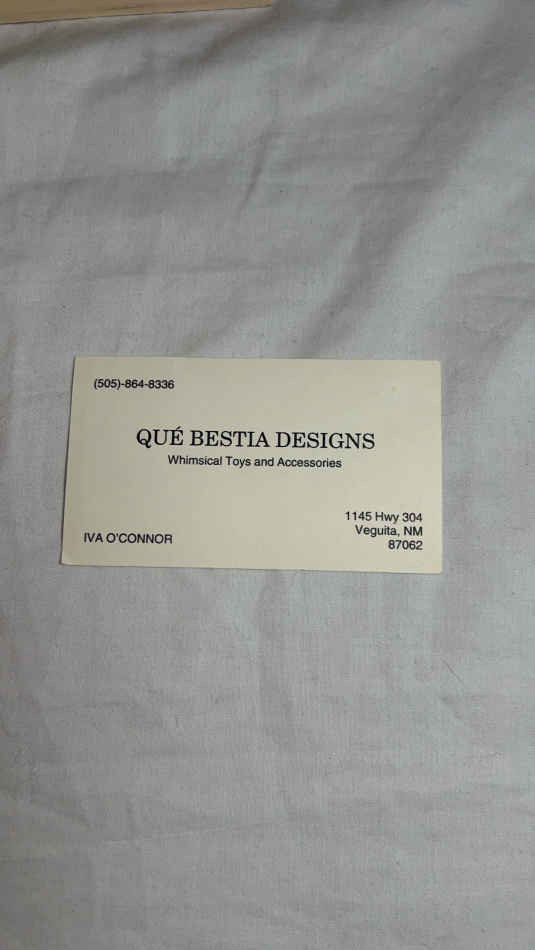 (505)-864-8336
QUÉ BESTIA DESIGNS
Whimsical Toys and Accessories
1145 Hwy 304
Veguita, NM
87062
IVA O'CONNOR